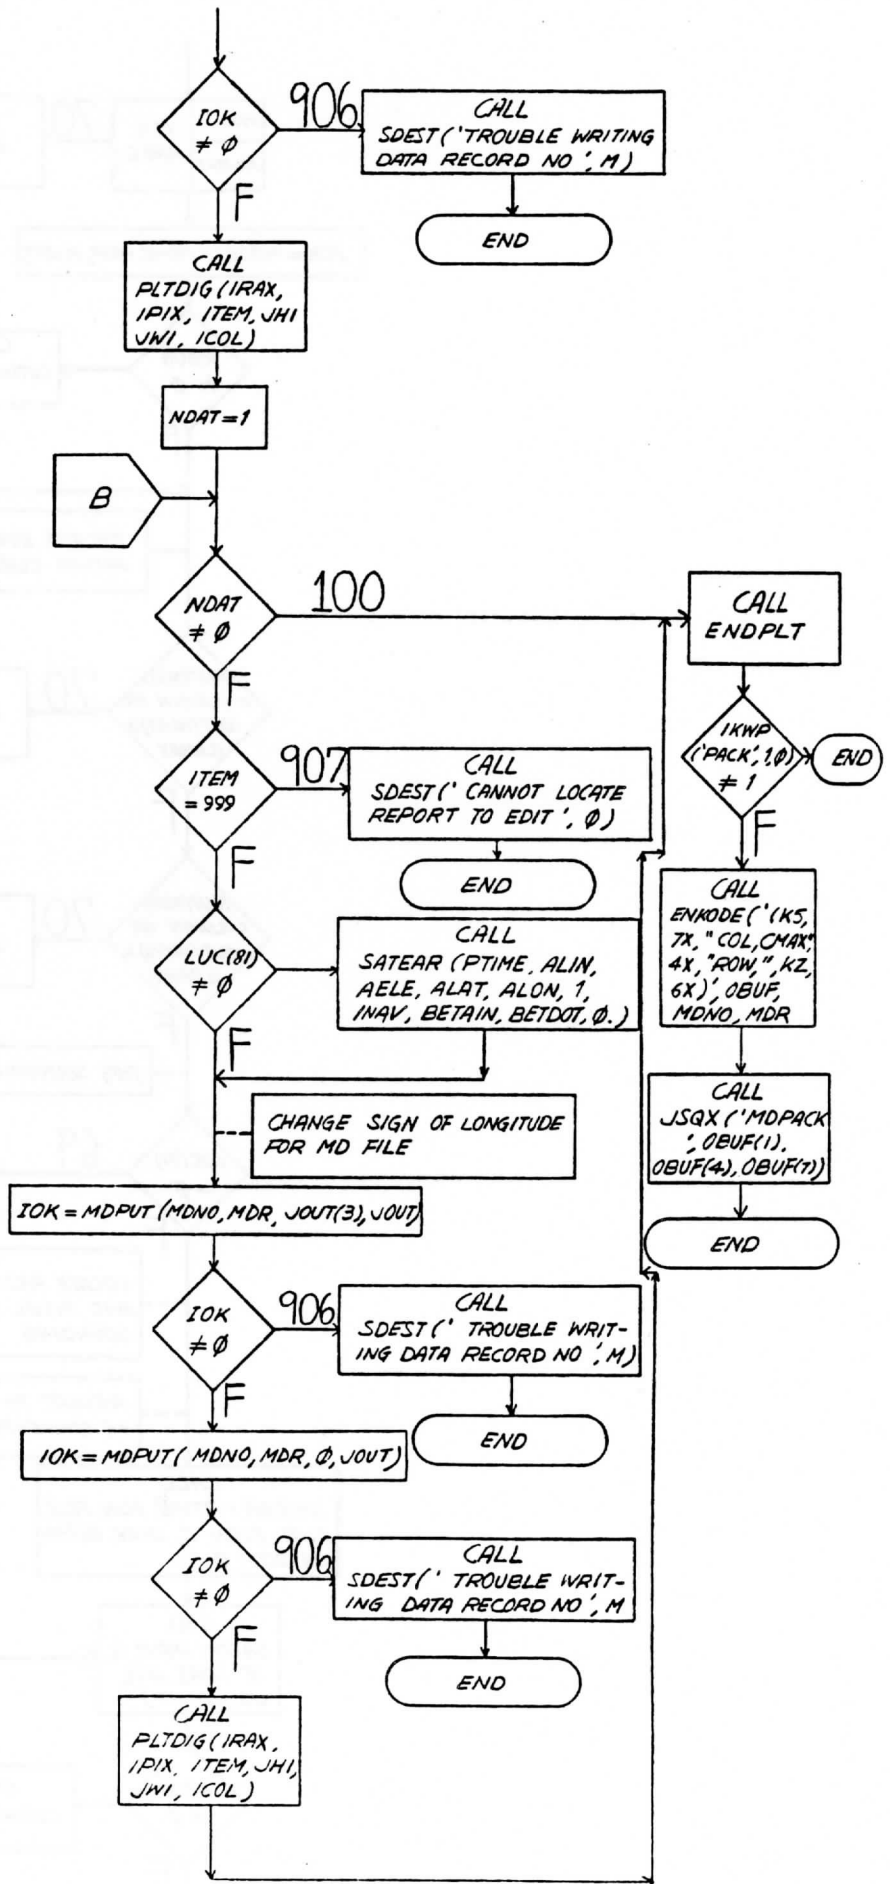 IOK
≠ Ø
906
CALL
SDEST('TROUBLE WRITING
DATA RECORD NO ', M)
END
F
CALL
PLTDIG(IRAX,
IPIX, ITEM, JHI
JWI, ICOL)
NDAT=1
B
NDAT
≠ Ø
100
CALL
ENDPLT
F
IKWP
('PACK',1,Ø)
≠ 1
END
F
ITEM
= 999
907
CALL
SDEST(' CANNOT LOCATE
REPORT TO EDIT ', Ø)
END
F
CALL
ENKODE('(K5,
7X," COL,CMAX",
4X,"ROW,",KZ,
6X)', OBUF,
MDNO, MDR
LUC(81)
≠ Ø
CALL
SATEAR (PTIME, ALIN,
AELE, ALAT, ALON, 1,
INAV, BETAIN, BETDOT, Ø.)
F
CALL
JSQX('MDPACK
', OBUF(1),
OBUF(4), OBUF(7))
END
CHANGE SIGN OF LONGITUDE
FOR MD FILE
IOK = MDPUT (MDNO, MDR, JOUT(3), JOUT)
IOK
≠ Ø
906
CALL
SDEST(' TROUBLE WRIT-
ING DATA RECORD NO ', M)
END
F
IOK = MDPUT( MDNO, MDR, Ø, JOUT)
IOK
≠ Ø
906
CALL
SDEST(' TROUBLE WRIT-
ING DATA RECORD NO', M
END
F
CALL
PLTDIG(IRAX,
IPIX, ITEM, JHI,
JWI, ICOL)